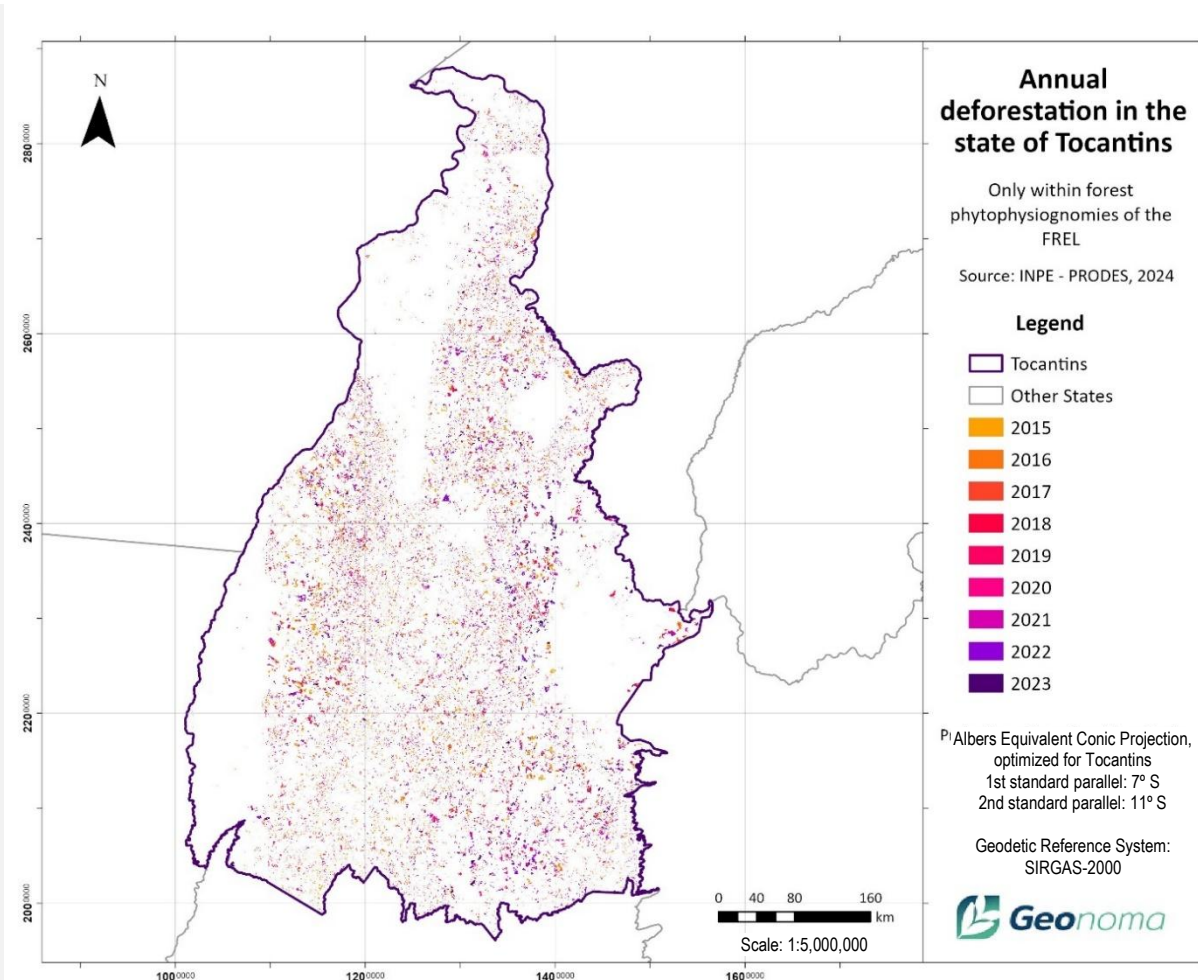 Annual
deforestation in the
state of Tocantins
Only within forest
phytophysiognomies of the
FREL
Source: INPE - PRODES, 2024
Legend
Tocantins
Other States
2015
2016
2017
2018
2019
2020
2021
2022
2023
P Albers Equivalent Conic Projection,
optimized for Tocantins
1st standard parallel: 7º S
2nd standard parallel: 11º S
Geodetic Reference System:
SIRGAS-2000
Geonoma
N
2800000
2600000
2400000
2200000
2000000
1000000
1200000
1400000
1600000
0 40 80 160
km
Scale: 1:5,000,000